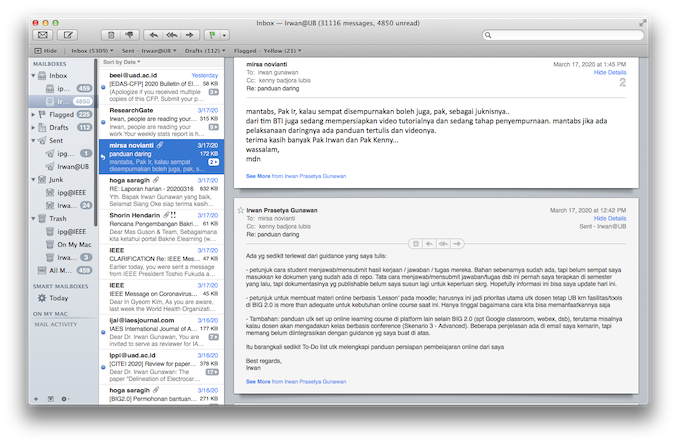 Inbox — Irwan@UB (31116 messages, 4850 unread)
Hide Inbox (5309) Sent - Irwan@UB Drafts (112) Flagged - Yellow (21)
MAILBOXES
Inbox
ip... 459
Ir... 4850
Flagged 225
Drafts 112
Sent
ipg...
Irwan@UB
Junk
ipg@IEEE
Irwa... 24
Trash
ipg@IEEE
On My Mac
Irwa... 3
All M... 459
SMART MAILBOXES
Today
ON MY MAC
MAIL ACTIVITY
Sort by Date
beei@uad.ac.id Yesterday
[EDAS-CFP] 2020 Bulletin of El... 58 KB
(Apologize if you received multiple
copies of this CFP, Submit your p...
ResearchGate 3/17/20
Irwan, people are reading your... 315 KB
Irwan, people are reading your
work Your weekly stats report is h...
mirsa novianti 3/17/20
panduan daring 172 KB
mantabs, Pak Ir, kalau sempat
disempurnakan boleh juga, pak, s... 2
hoga saragih 3/17/20
RE: Laporan harian - 20200318 832 KB
Yth. Bapak Irwan Gunawan yang baik,
Selamat Siang Oke siap terima kasih...
Shorin Hendarin !! 3/17/20
Rencana Pengembangan Bakri...
Dear Mas Guson & Team, Sebagaimana
kita ketahui portal Bakne Elearning (w...
IEEE 3/17/20
CLARIFICATION Re: IEEE Mes... 47 KB
Earlier today, you were sent a message
from IEEE President Toshio Fukuda a...
IEEE 3/16/20
IEEE Message on Coronavirus... 45 KB
Dear In Gyeom Kim, As you are aware,
last week the World Health Organizat...
ijai@iaesjournal.com 3/16/20
IAES International Journal of A... 177 KB
Dear Dr. Irwan Gunawan, You are
invited to serve as reviewer for IA...
lppi@uad.ac.id 3/16/20
[CITEI 2020] Review for paper...
Dear Dr. Irwan Gunawan: The
paper "Delineation of Electrocar...
hoga saragih 3/16/20
[BIG2.0] Permohonan bantuan... 271 KB
mirsa novianti March 17, 2020 at 1:45 PM
To: irwan gunawan Hide Details
Cc: kenny badjora lubis 2
Re: panduan daring
mantabs, Pak Ir, kalau sempat disempurnakan boleh juga, pak, sebagai juknisnya..
dari tim BTI juga sedang mempersiapkan video tutorialnya dan sedang tahap penyempurnaan. mantabs jika ada
pelaksanaan daringnya ada panduan tertulis dan videonya.
terima kasih banyak Pak Irwan dan Pak Kenny...
wassalam,
mdn
See More from Irwan Prasetya Gunawan
Irwan Prasetya Gunawan March 17, 2020 at 12:42 PM
To: mirsa novianti Hide Details
Cc: kenny badjora lubis Sent - Irwan@UB
Re: panduan daring
Ada yg sedikit terlewat dari guidance yang saya tulis:
- petunjuk cara student menjawab/mensubmit hasil kerjaan / jawaban / tugas mereka. Bahan sebenarnya sudah ada, tapi belum sempat saya
masukkan ke dokumen yang sudah ada di repo. Tata cara mensubmit jawaban/tugas dsb ini pernah saya terapkan di semester
yang lalu, tapi dokumentasinya yg publishable belum saya susun lagi untuk keperluan skrg. Hopefully informasi ini bisa saya update hari ini.
- petunjuk untuk membuat materi online berbasis 'Lesson' pada moodle; harusnya ini jadi prioritas utama utk dosen tetap UB krn fasilitas/tools
di BIG 2.0 is more than adequate untuk kebutuhan online course saat ini. Hanya tinggal bagaimana cara kita bisa memanfaatkannya saja
- Tambahan: panduan utk set up online learning course di platform lain selain BIG 2.0 (spt Google classroom, webex, dsb), terutama misalnya
kalau dosen akan mengadakan kelas berbasis conference (Skenario 3 - Advanced). Beberapa penjelasan ada di email saya kemarin, tapi
memang belum diintegrasikan dengan guidance yg saya buat di atas.
Itu barangkali sedikit To-Do list utk melengkapi panduan persiapan pembelajaran online dari saya
Best regards,
Irwan
See More from Irwan Prasetya Gunawan